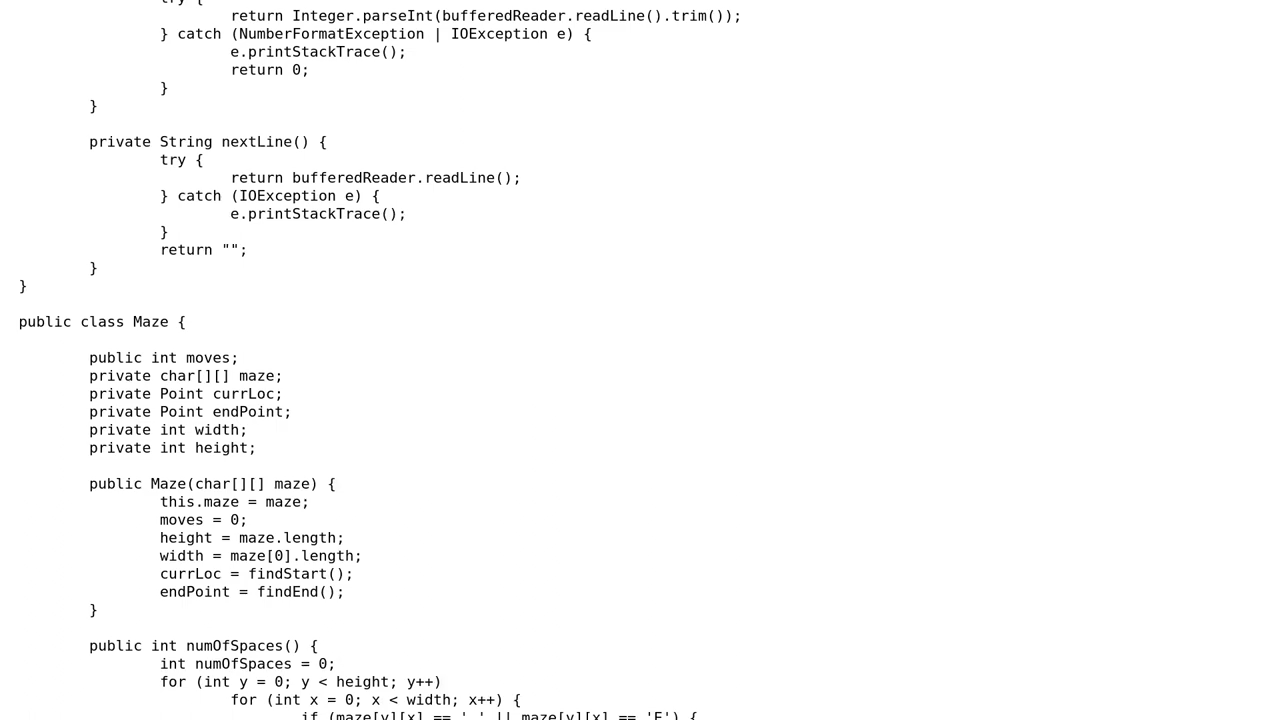 try {
return Integer.parseInt(bufferedReader.readLine().trim());
} catch (NumberFormatException | IOException e) {
e.printStackTrace();
return 0;
}
}
private String nextLine() {
try {
return bufferedReader.readLine();
} catch (IOException e) {
e.printStackTrace();
}
return "";
}
}
public class Maze {
public int moves;
private char[][] maze;
private Point currLoc;
private Point endPoint;
private int width;
private int height;
public Maze(char[][] maze) {
this.maze = maze;
moves = 0;
height = maze.length;
width = maze[0].length;
currLoc = findStart();
endPoint = findEnd();
}
public int numOfSpaces() {
int numOfSpaces = 0;
for (int y = 0; y < height; y++)
for (int x = 0; x < width; x++) {
if (maze[y][x] == ' ' || maze[y][x] == 'E') {